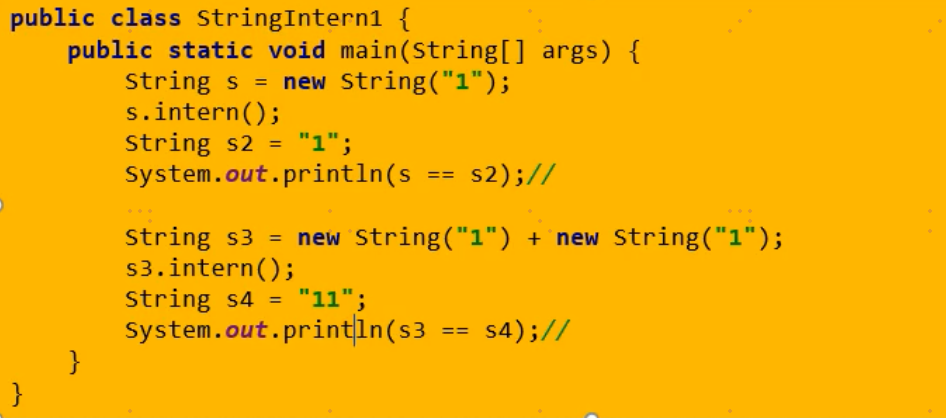 public class StringIntern1 {
    public static void main(String[] args) {
        String s = new String("1");
        s.intern();
        String s2 = "1";
        System.out.println(s == s2);//
        String s3 = new String("1") + new String("1");
        s3.intern();
        String s4 = "11";
        System.out.println(s3 == s4);//
    }
}